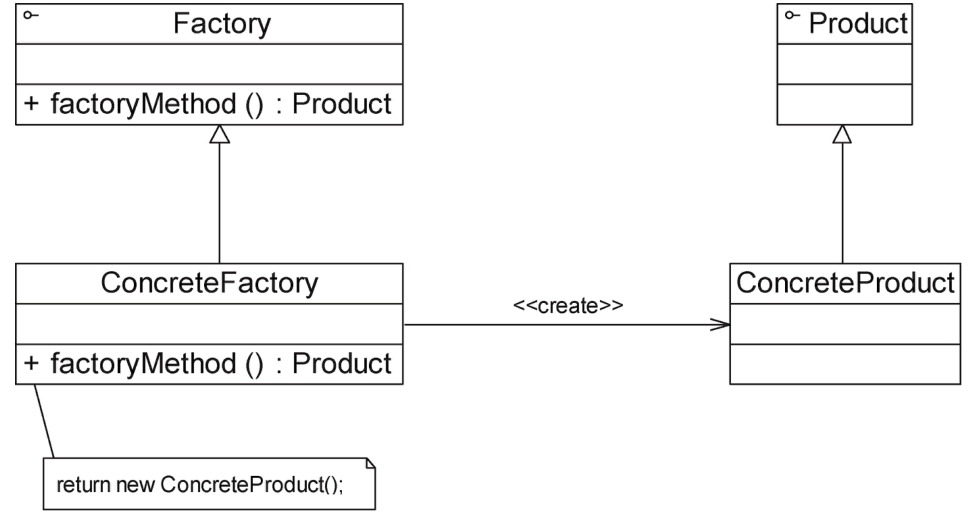 Factory
+ factoryMethod () : Product
Product
ConcreteFactory
+ factoryMethod () : Product
<<create>>
ConcreteProduct
return new ConcreteProduct();